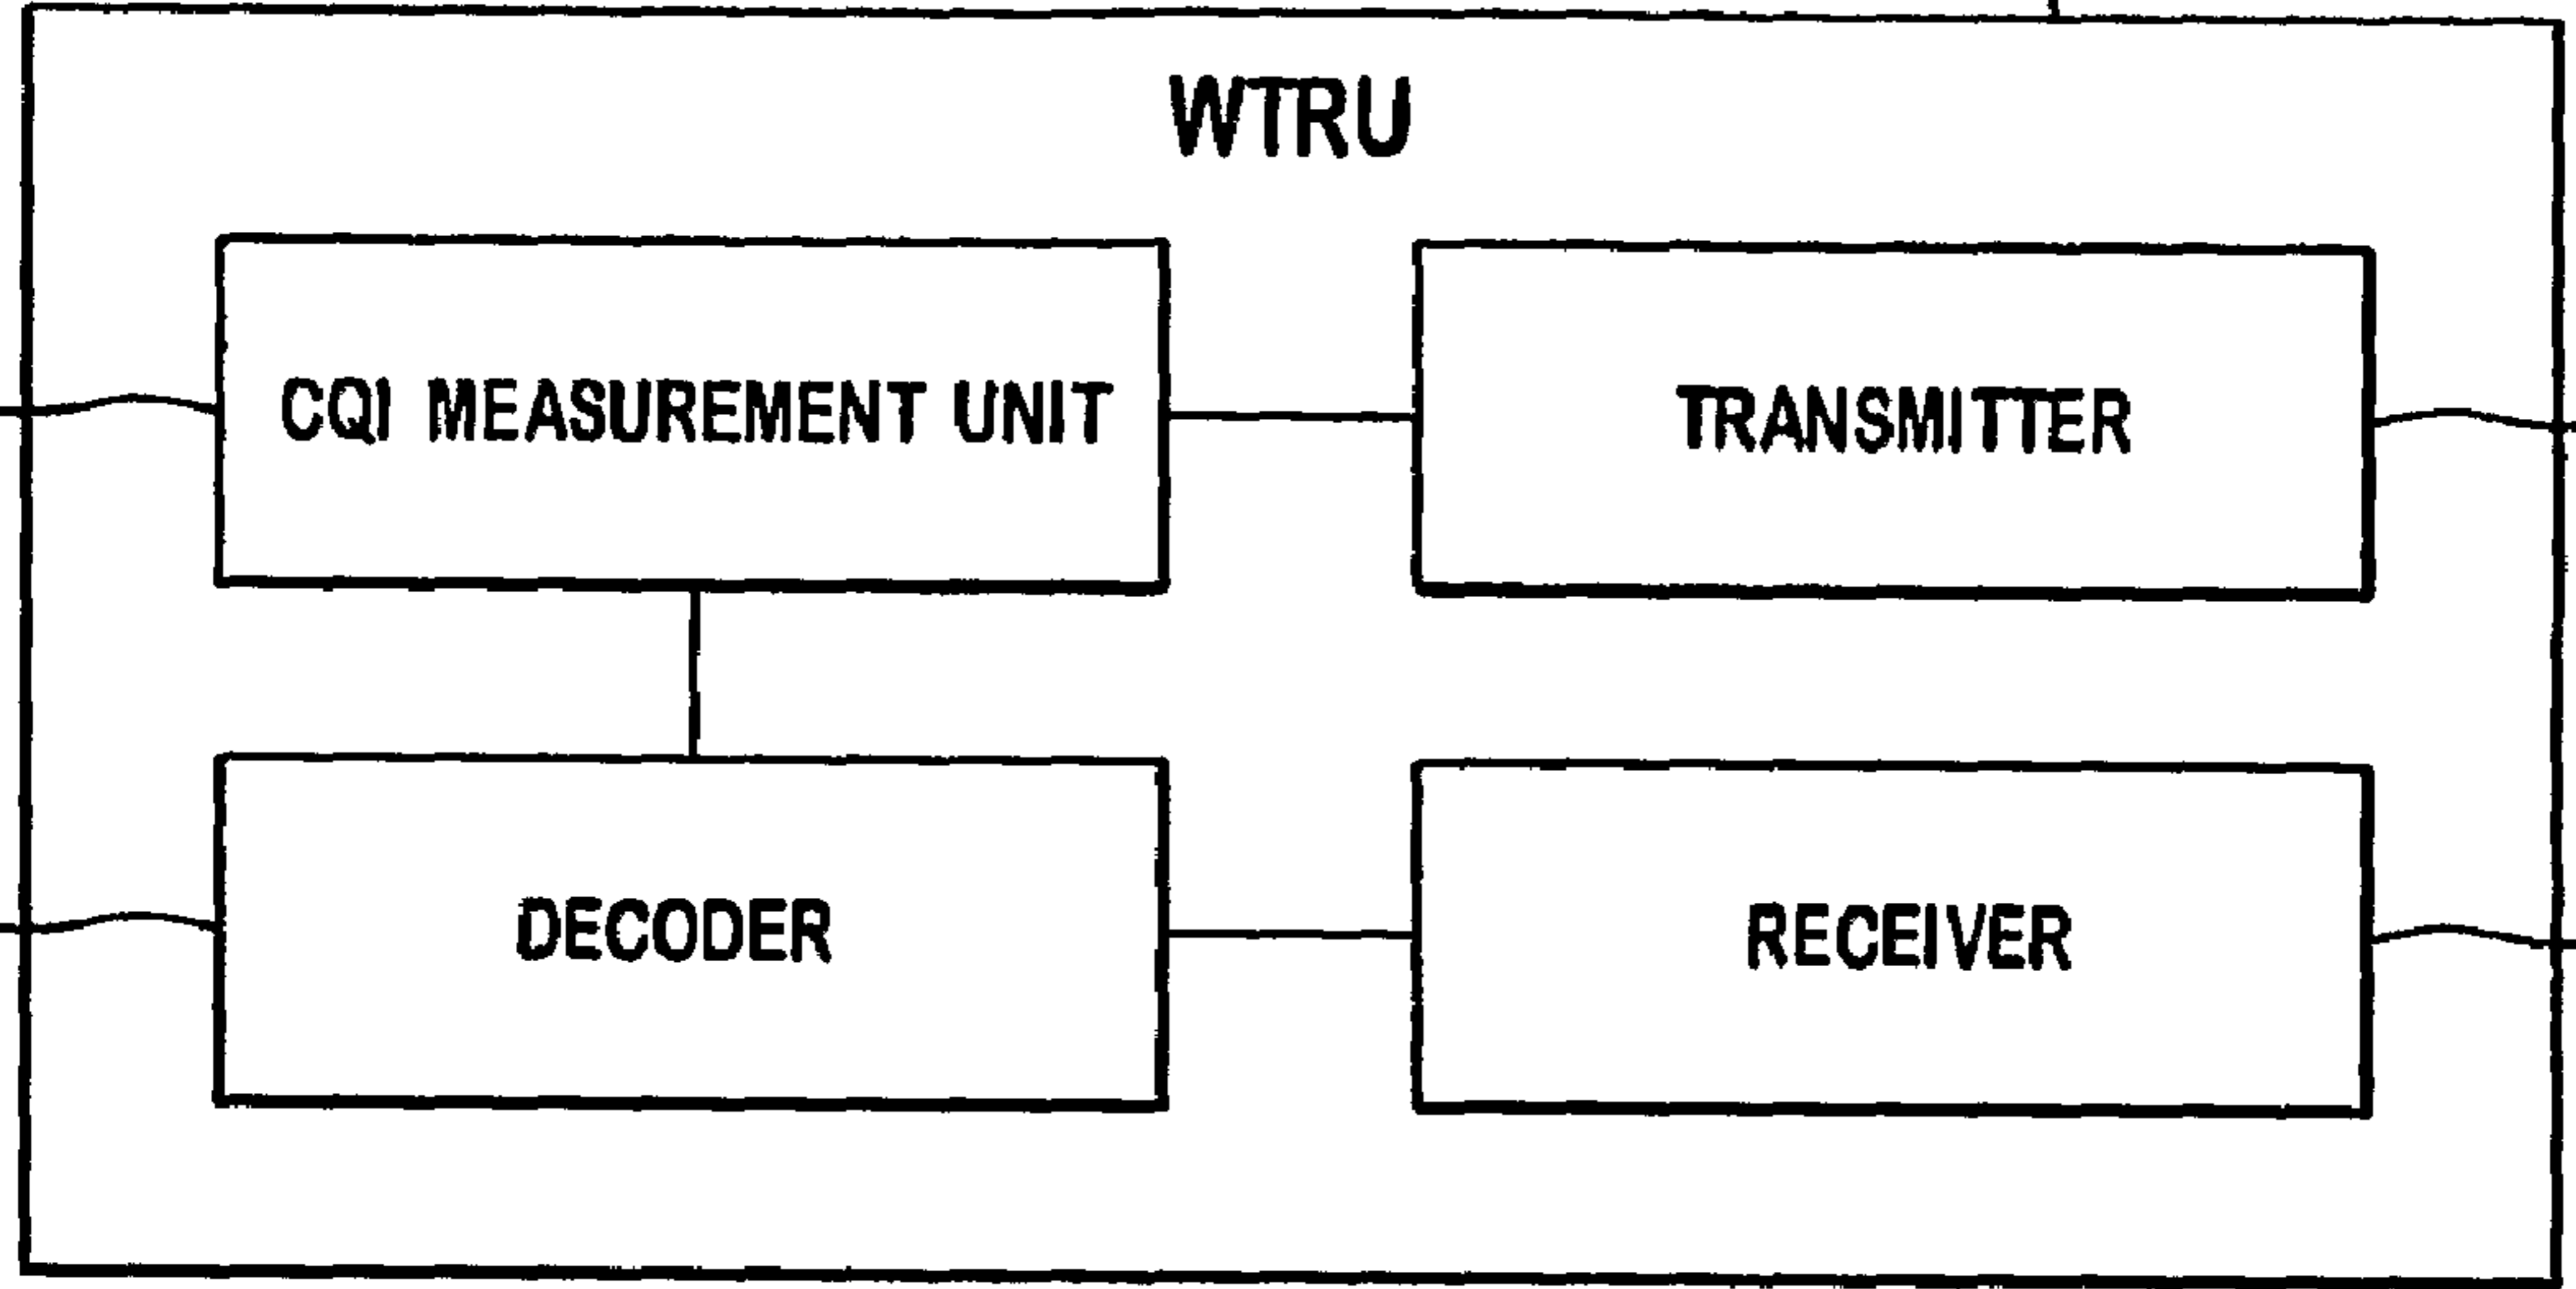 WTRU
CQI MEASUREMENT UNIT
TRANSMITTER
DECODER
RECEIVER